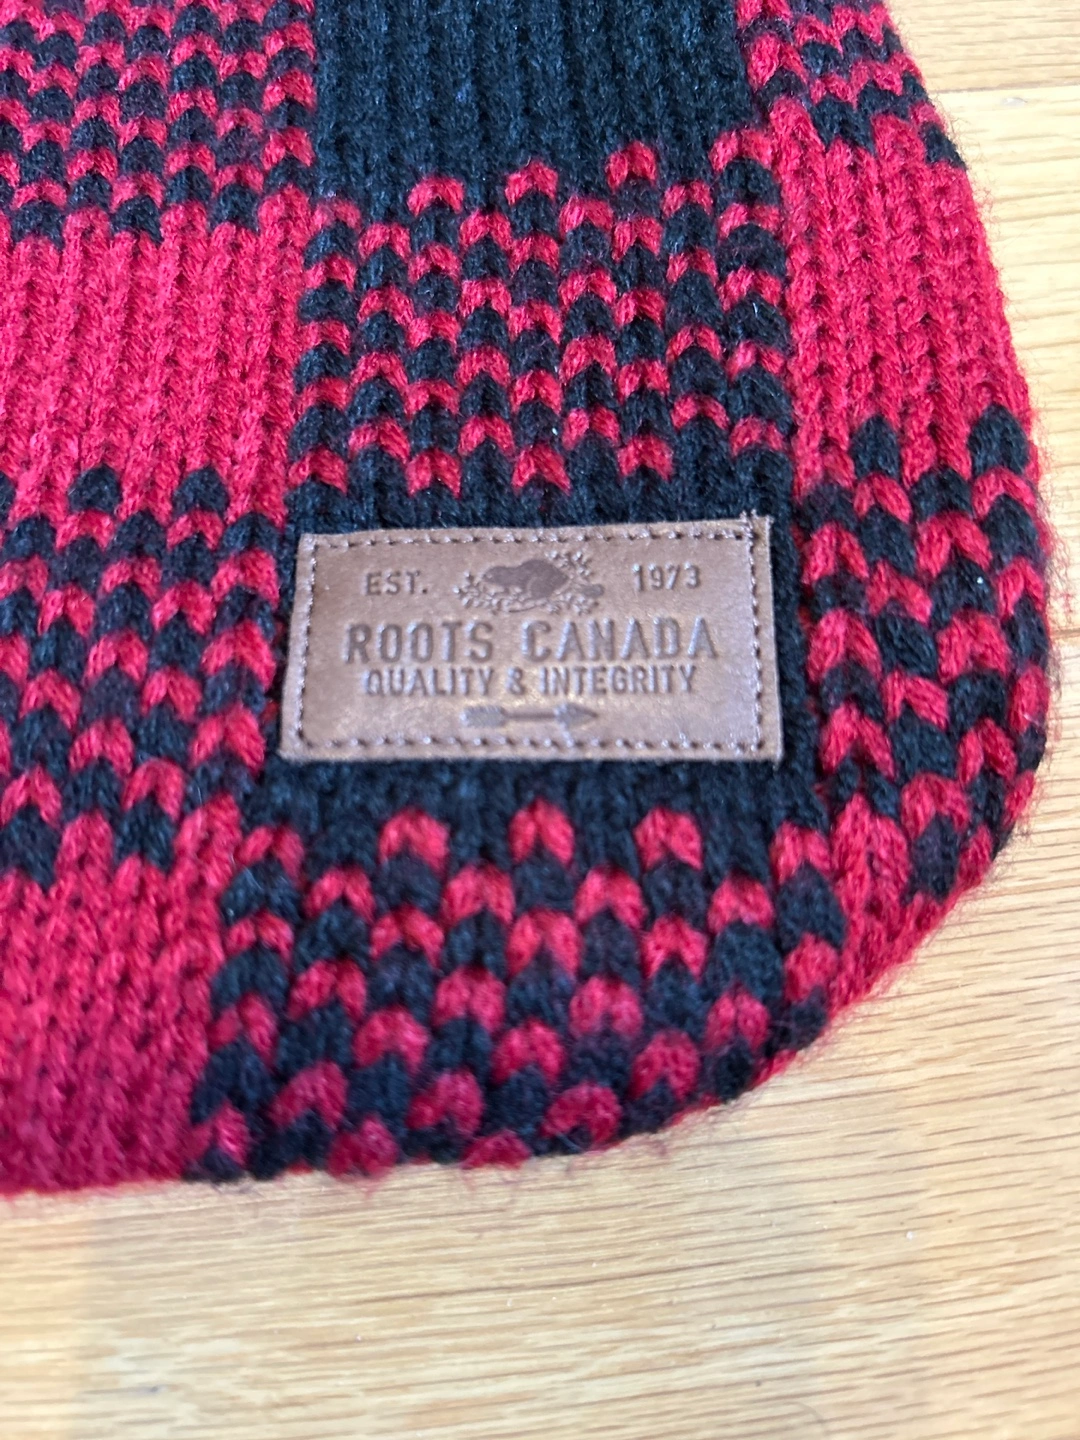 EST. 1973
ROOTS CANADA
QUALITY & INTEGRITY